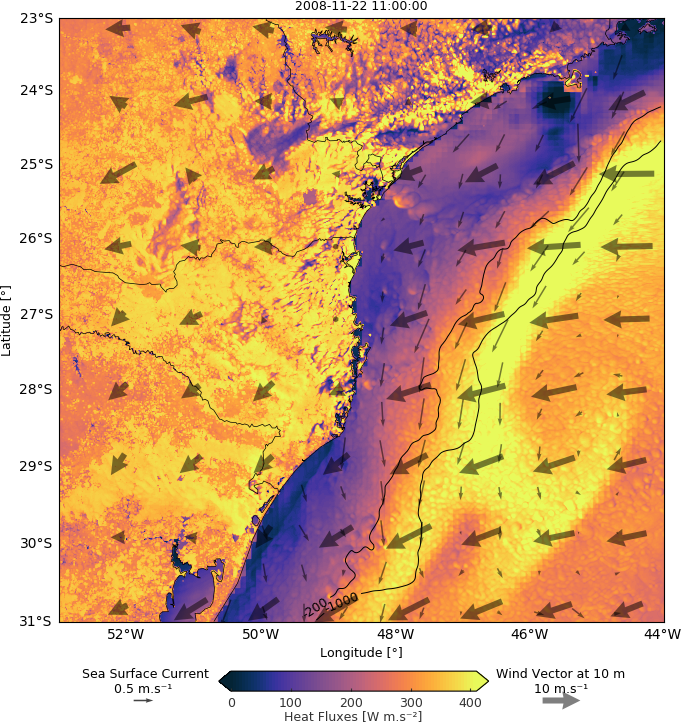 2008-11-22 11:00:00
23°S
24°S
25°S
26°S
27°S
28°S
29°S
30°S
31°S
Latitude [°]
200
1000
52°W 50°W 48°W 46°W 44°W
Longitude [°]
Sea Surface Current
0.5 m.s⁻¹
Wind Vector at 10 m
10 m.s⁻¹
0 100 200 300 400
Heat Fluxes [W m.s⁻²]